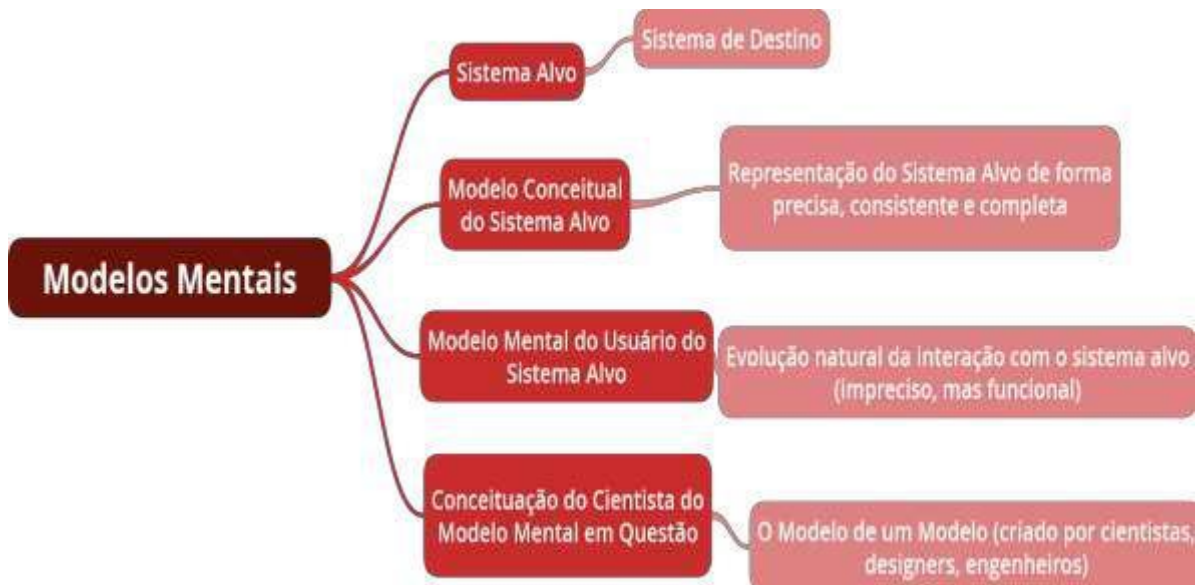 Modelos Mentais
Sistema Alvo
Sistema de Destino
Modelo Conceitual
do Sistema Alvo
Representação do Sistema Alvo de forma
precisa, consistente e completa
Modelo Mental do Usuário do
Sistema Alvo
Evolução natural da interação com o sistema alvo
(impreciso, mas funcional)
Conceituação do Cientista do
Modelo Mental em Questão
O Modelo de um Modelo (criado por cientistas,
designers, engenheiros)